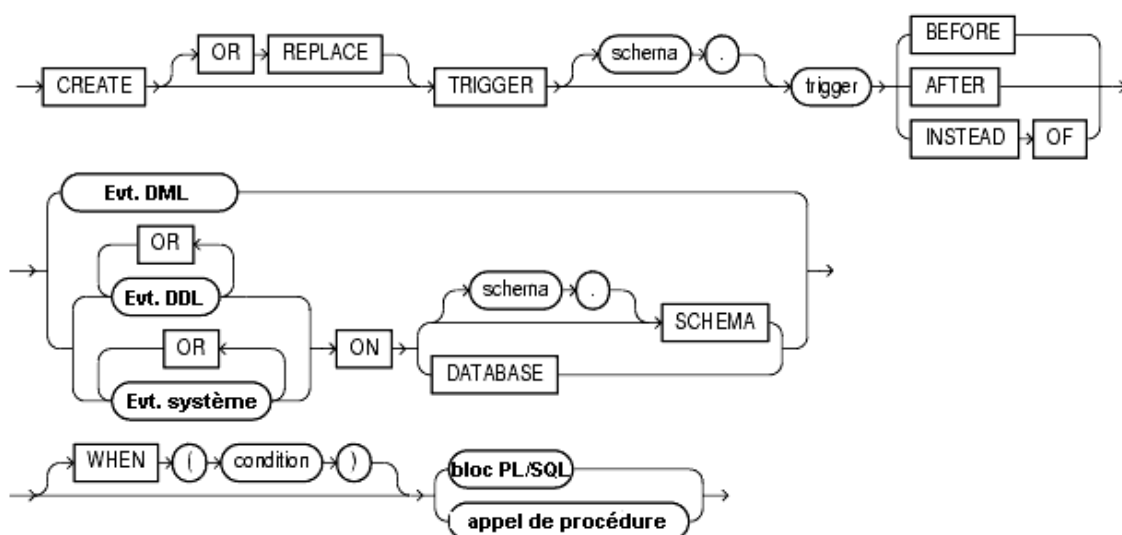 BEFORE
OR REPLACE schema .
CREATE TRIGGER trigger AFTER
INSTEAD OF
Evt. DML
OR
schema .
Evt. DDL
SCHEMA
OR ON
DATABASE
Evt. système
WHEN ( condition ) bloc PL/SQL
appel de procédure